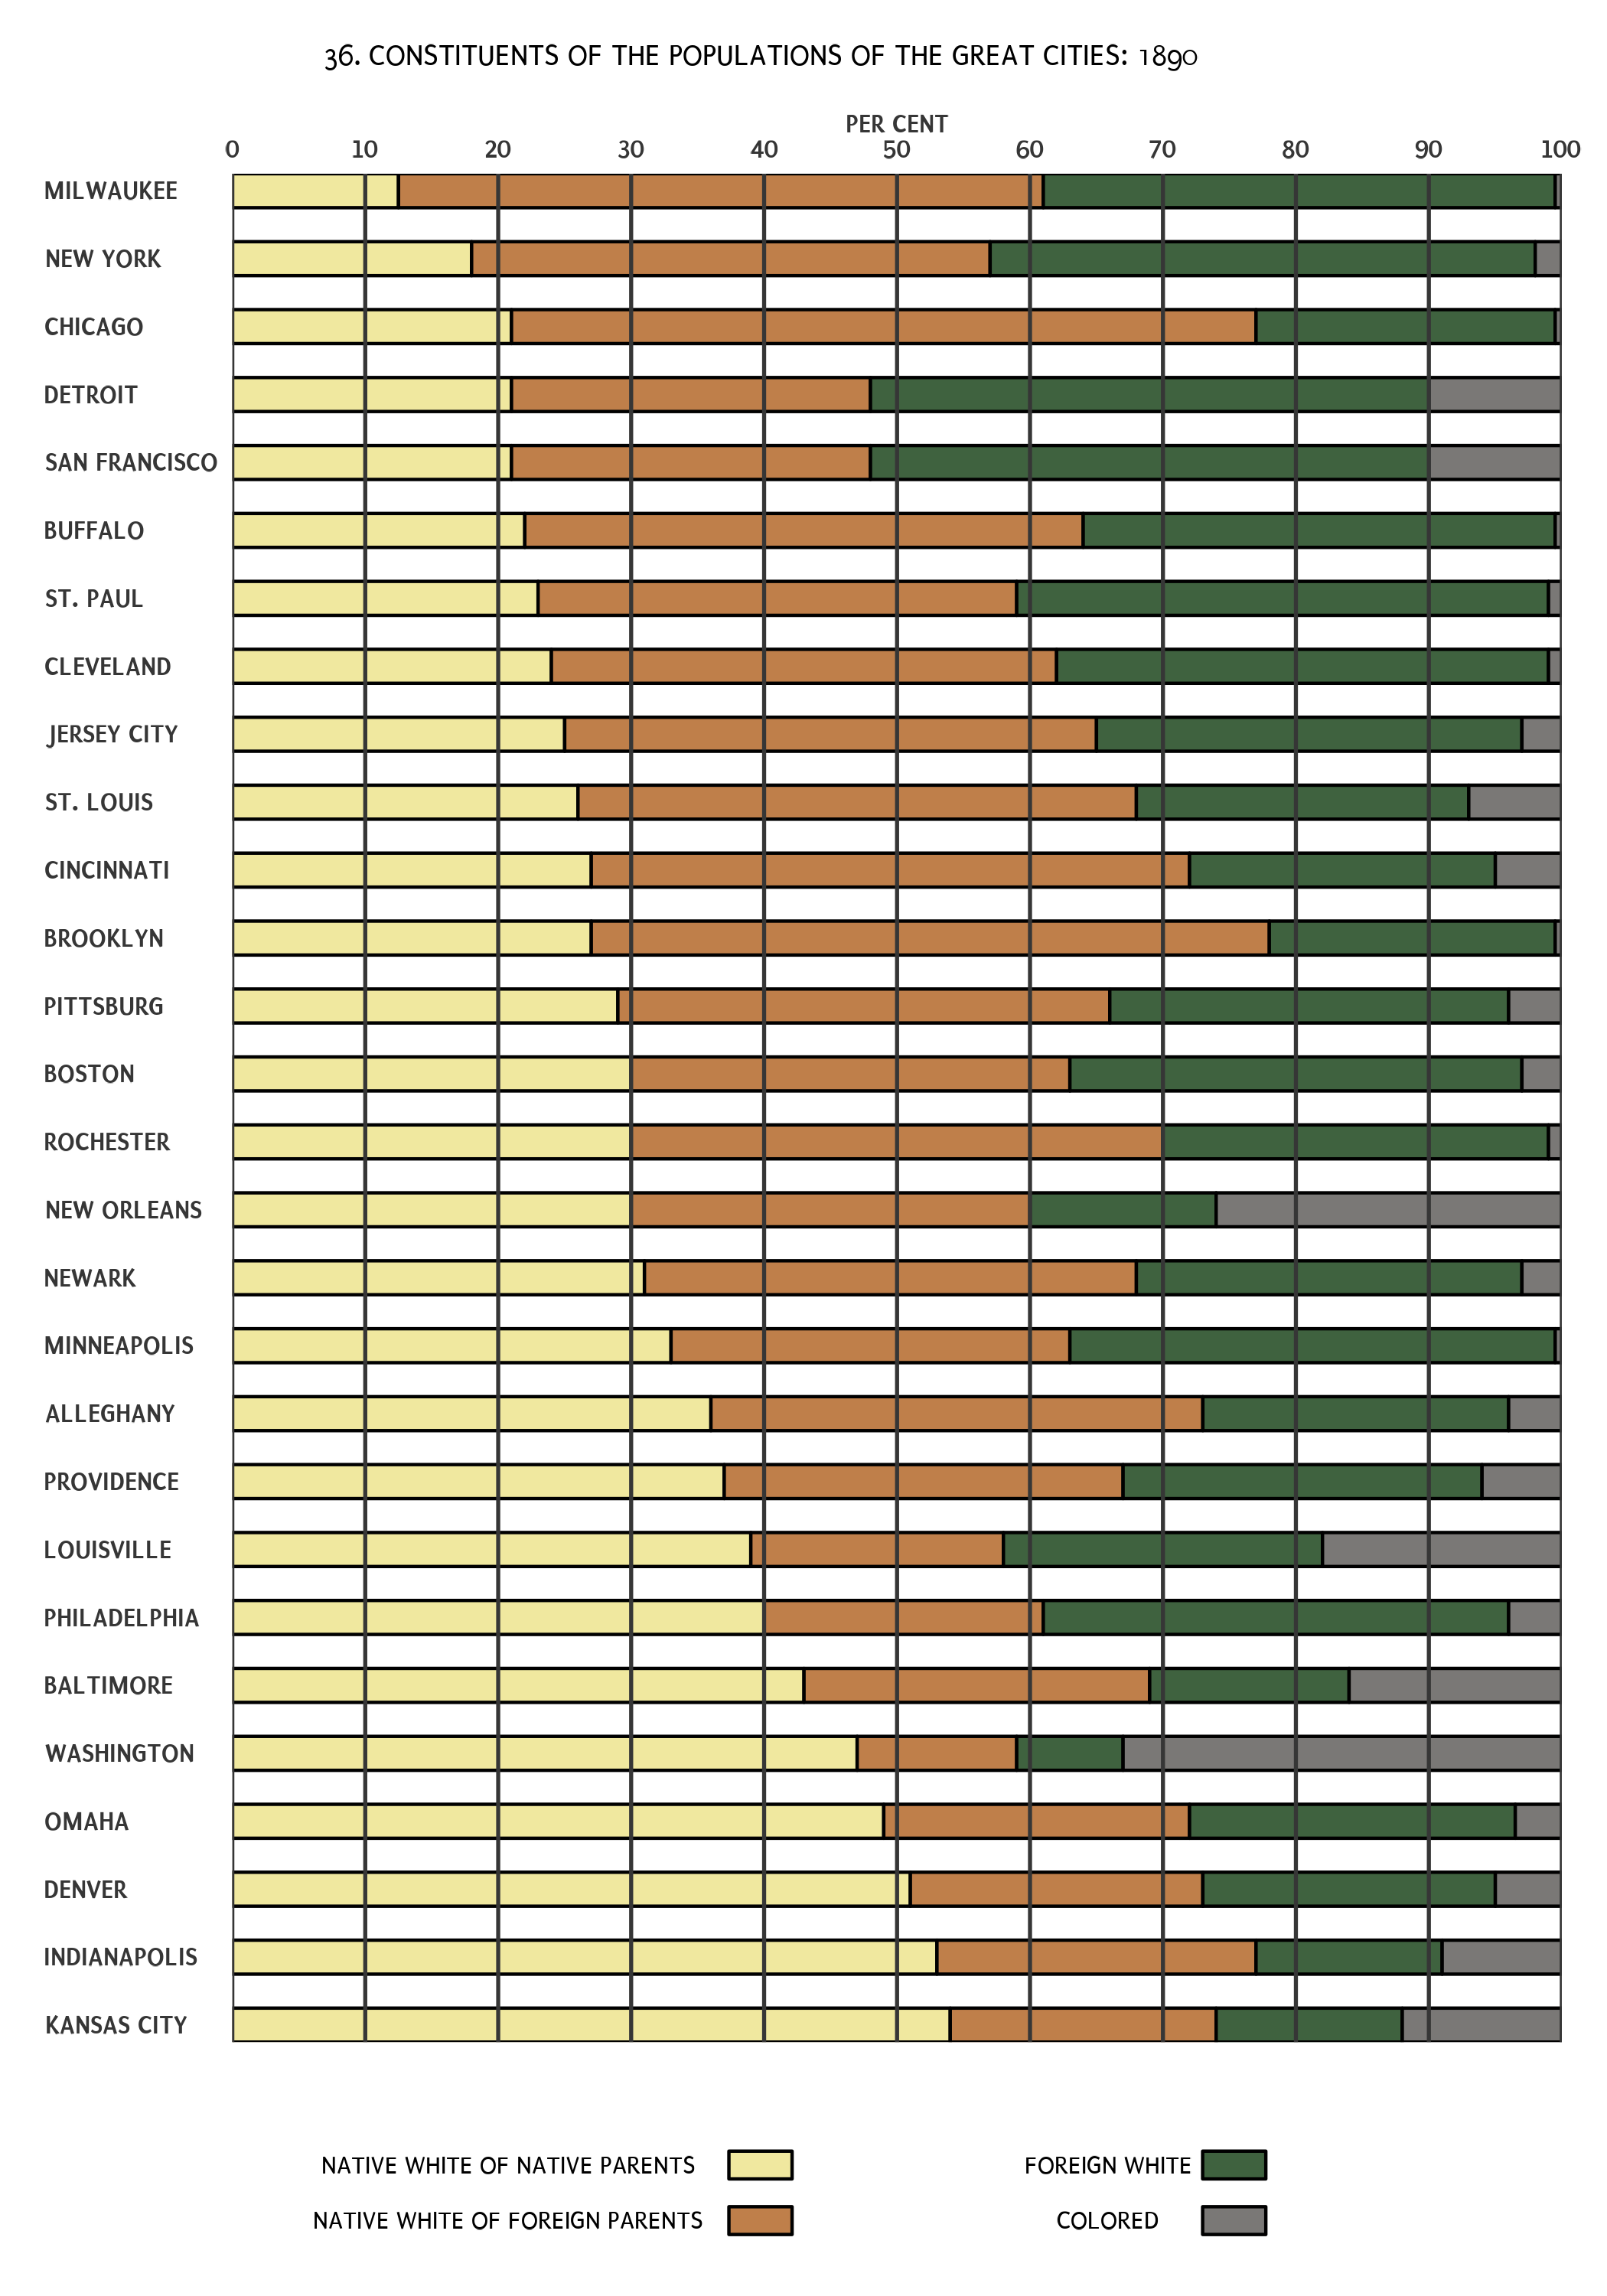 36. CONSTITUENTS OF THE POPULATIONS OF THE GREAT CITIES: 1890
PER CENT
0 10 20 30 40 50 60 70 80 90 100
MILWAUKEE
NEW YORK
CHICAGO
DETROIT
SAN FRANCISCO
BUFFALO
ST. PAUL
CLEVELAND
JERSEY CITY
ST. LOUIS
CINCINNATI
BROOKLYN
PITTSBURG
BOSTON
ROCHESTER
NEW ORLEANS
NEWARK
MINNEAPOLIS
ALLEGHANY
PROVIDENCE
LOUISVILLE
PHILADELPHIA
BALTIMORE
WASHINGTON
OMAHA
DENVER
INDIANAPOLIS
KANSAS CITY
NATIVE WHITE OF NATIVE PARENTS FOREIGN WHITE
NATIVE WHITE OF FOREIGN PARENTS COLORED